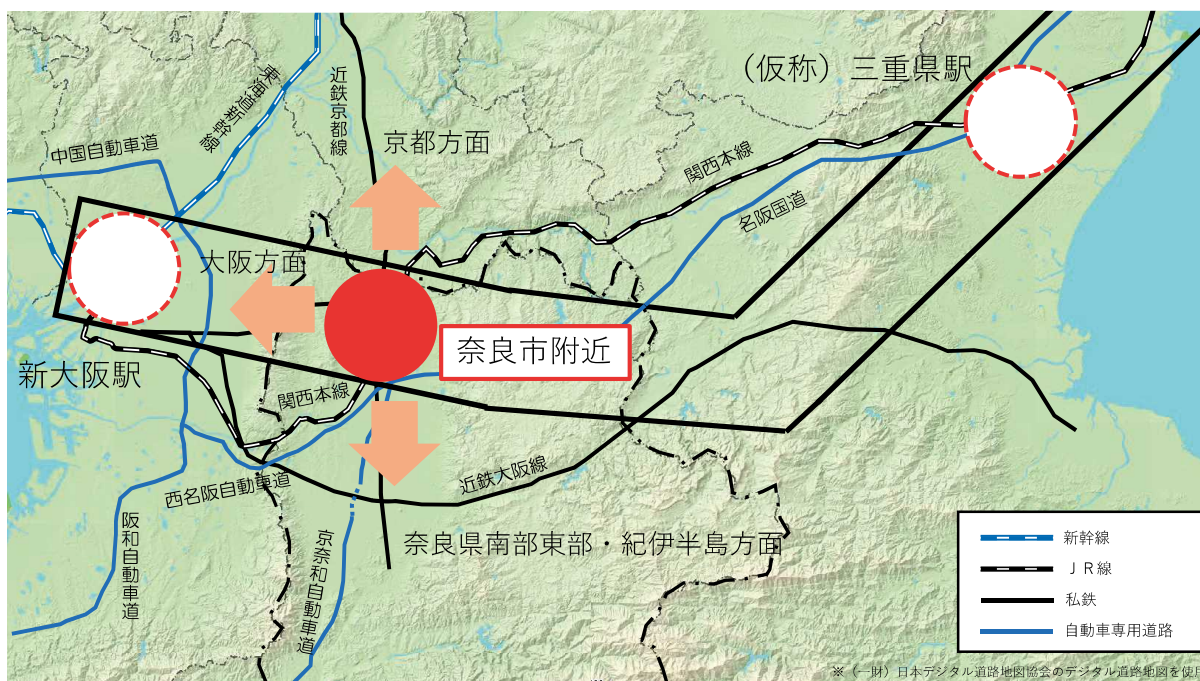 (仮称)三重県駅
東海道新幹線
近鉄京都線
中国自動車道
京都方面
関西本線
名阪国道
大阪方面
奈良市附近
新大阪駅
関西本線
近鉄大阪線
西名阪自動車道
阪和自動車道
京奈和自動車道
奈良県南部東部・紀伊半島方面
新幹線
JR線
私鉄
自動車専用道路
※(一財)日本デジタル道路地図協会のデジタル道路地図を使用